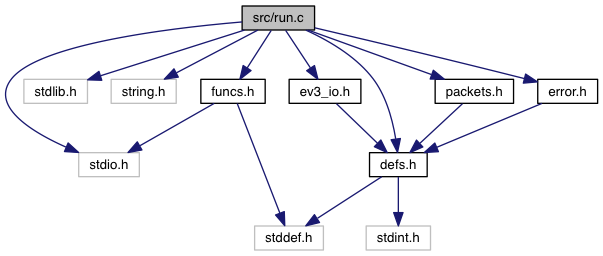 src/run.c
stdlib.h
string.h
funcs.h
ev3_io.h
packets.h
error.h
stdio.h
defs.h
stddef.h
stdint.h